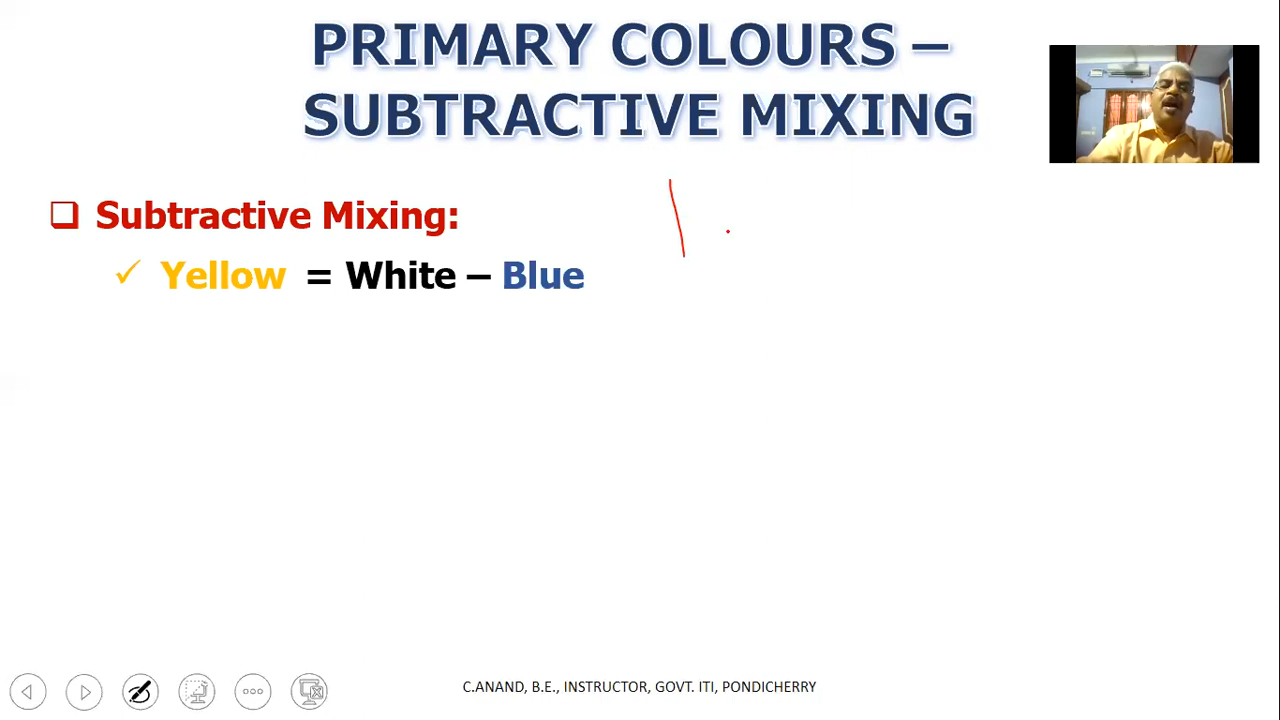 PRIMARY COLOURS –
SUBTRACTIVE MIXING
Subtractive Mixing:
Yellow = White – Blue
C.ANAND, B.E., INSTRUCTOR, GOVT. ITI, PONDICHERRY